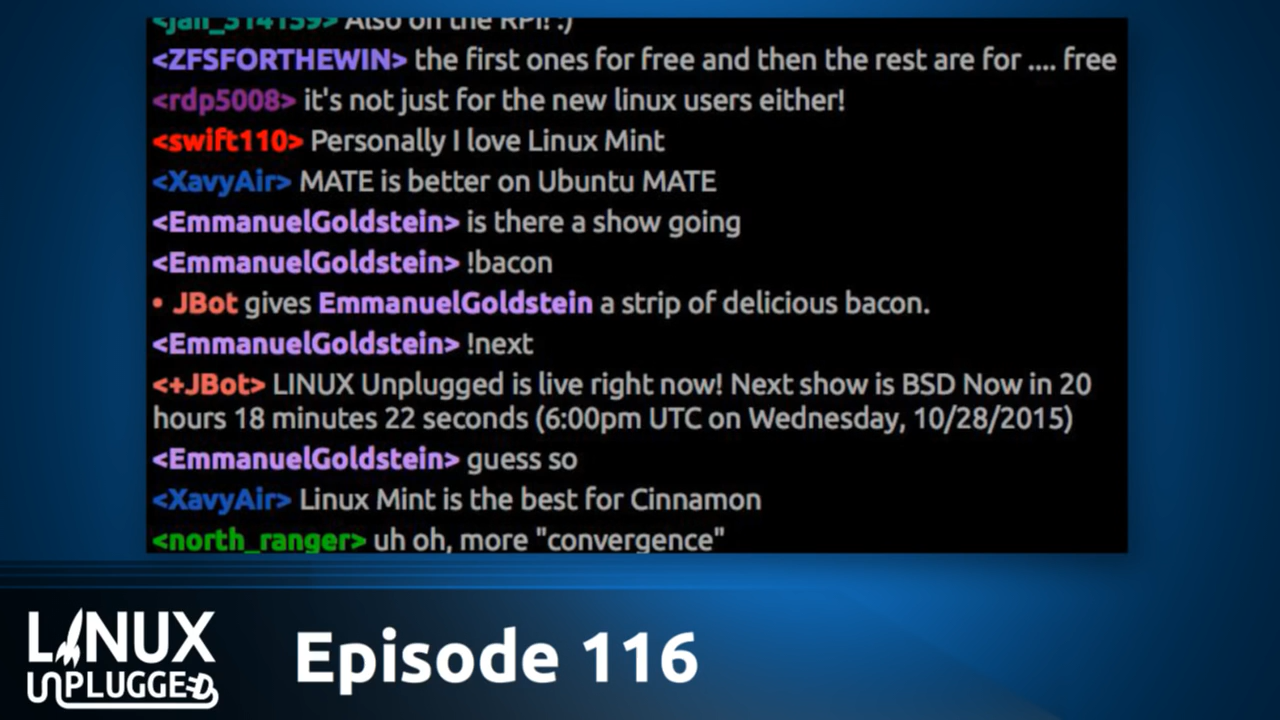 <jan_314159> Also on the RPi! :)
<ZFSFORTHEWIN> the first ones for free and then the rest are for .... free
<rdp5008> it's not just for the new linux users either!
<swift110> Personally I love Linux Mint
<XavyAir> MATE is better on Ubuntu MATE
<EmmanuelGoldstein> is there a show going
<EmmanuelGoldstein> !bacon
• JBot gives EmmanuelGoldstein a strip of delicious bacon.
<EmmanuelGoldstein> !next
<+JBot> LINUX Unplugged is live right now! Next show is BSD Now in 20
hours 18 minutes 22 seconds (6:00pm UTC on Wednesday, 10/28/2015)
<EmmanuelGoldstein> guess so
<XavyAir> Linux Mint is the best for Cinnamon
<north_ranger> uh oh, more "convergence"
LINUX
UNPLUGGED
Episode 116